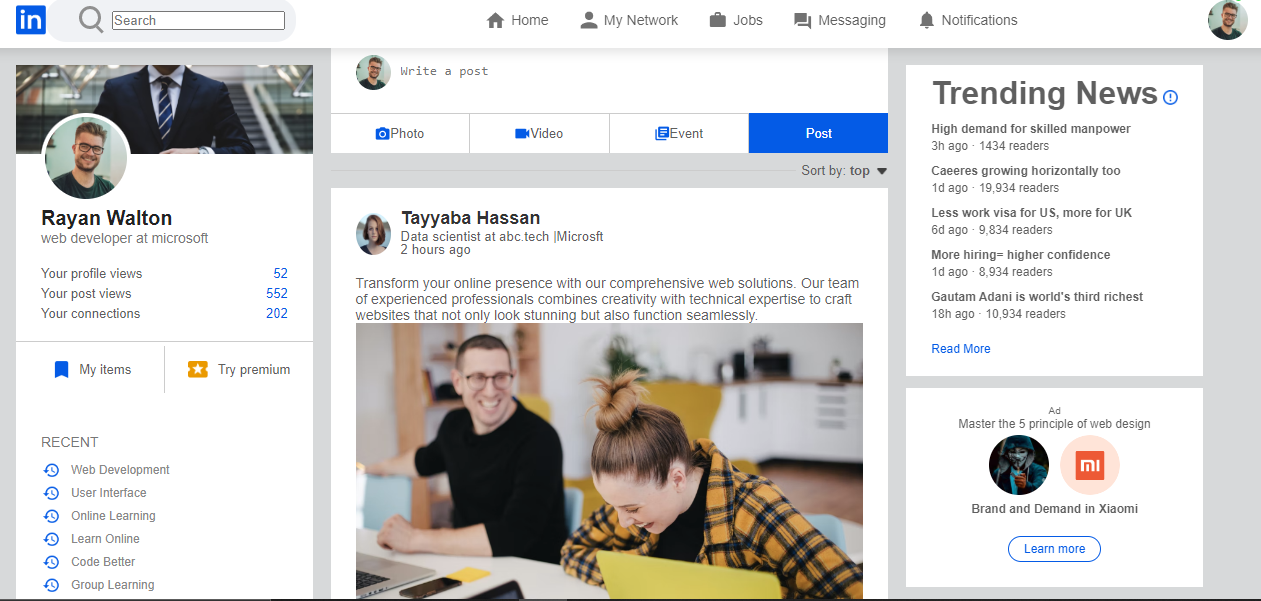 in
Search
Home
My Network
Jobs
Messaging
Notifications
Rayan Walton
web developer at microsoft
Your profile views 52
Your post views 552
Your connections 202
My items
Try premium
RECENT
Web Development
User Interface
Online Learning
Learn Online
Code Better
Group Learning
Write a post
Photo
Video
Event
Post
Sort by: top
Tayyaba Hassan
Data scientist at abc.tech |Microsft
2 hours ago
Transform your online presence with our comprehensive web solutions. Our team
of experienced professionals combines creativity with technical expertise to craft
websites that not only look stunning but also function seamlessly.
Trending News
High demand for skilled manpower
3h ago · 1434 readers
Caeeres growing horizontally too
1d ago · 19,934 readers
Less work visa for US, more for UK
6d ago · 9,834 readers
More hiring= higher confidence
1d ago · 8,934 readers
Gautam Adani is world's third richest
18h ago · 10,934 readers
Read More
Ad
Master the 5 principle of web design
mi
Brand and Demand in Xiaomi
Learn more